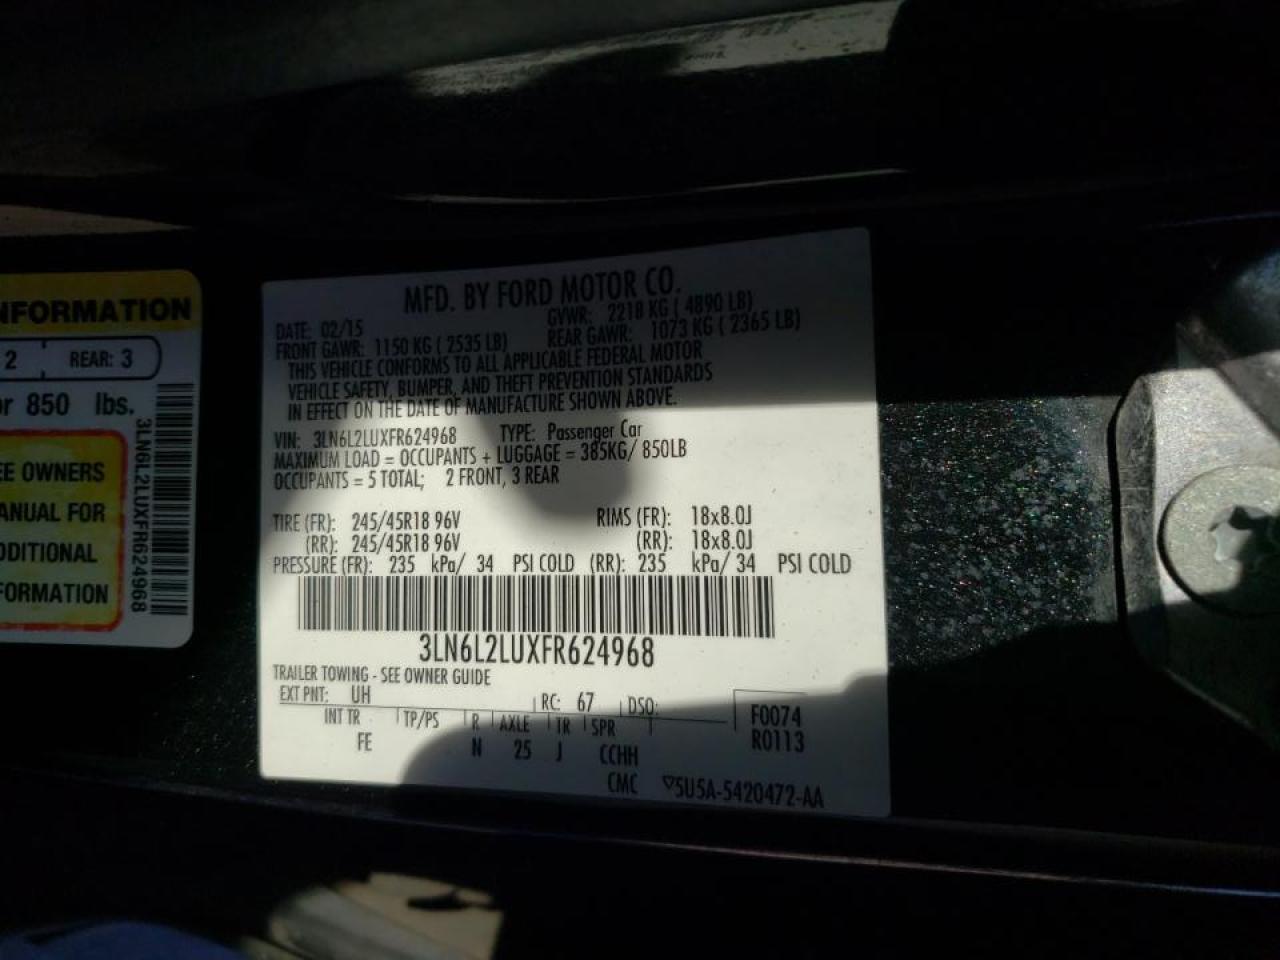 NFORMATION
2 REAR: 3
or 850 lbs.
EE OWNERS
ANUAL FOR
DDITIONAL
FORMATION
3LN6L2LUXFR624968
MFD. BY FORD MOTOR CO.
DATE: 02/15 GVWR: 2218 KG ( 4890 LB)
FRONT GAWR: 1150 KG ( 2535 LB) REAR GAWR: 1073 KG ( 2365 LB)
THIS VEHICLE CONFORMS TO ALL APPLICABLE FEDERAL MOTOR
VEHICLE SAFETY, BUMPER, AND THEFT PREVENTION STANDARDS
IN EFFECT ON THE DATE OF MANUFACTURE SHOWN ABOVE.
VIN: 3LN6L2LUXFR624968 TYPE: Passenger Car
MAXIMUM LOAD = OCCUPANTS + LUGGAGE = 385KG/ 850LB
OCCUPANTS = 5 TOTAL; 2 FRONT, 3 REAR
TIRE (FR): 245/45R18 96V RIMS (FR): 18x8.0J
(RR): 245/45R18 96V (RR): 18x8.0J
PRESSURE (FR): 235 kPa/ 34 PSI COLD (RR): 235 kPa/ 34 PSI COLD
3LN6L2LUXFR624968
TRAILER TOWING - SEE OWNER GUIDE
EXT PNT: UH RC: 67 DSO:
INT TR TP/PS R AXLE TR SPR F0074
FE N 25 J CCHH R0113
CMC ▽5U5A-5420472-AA